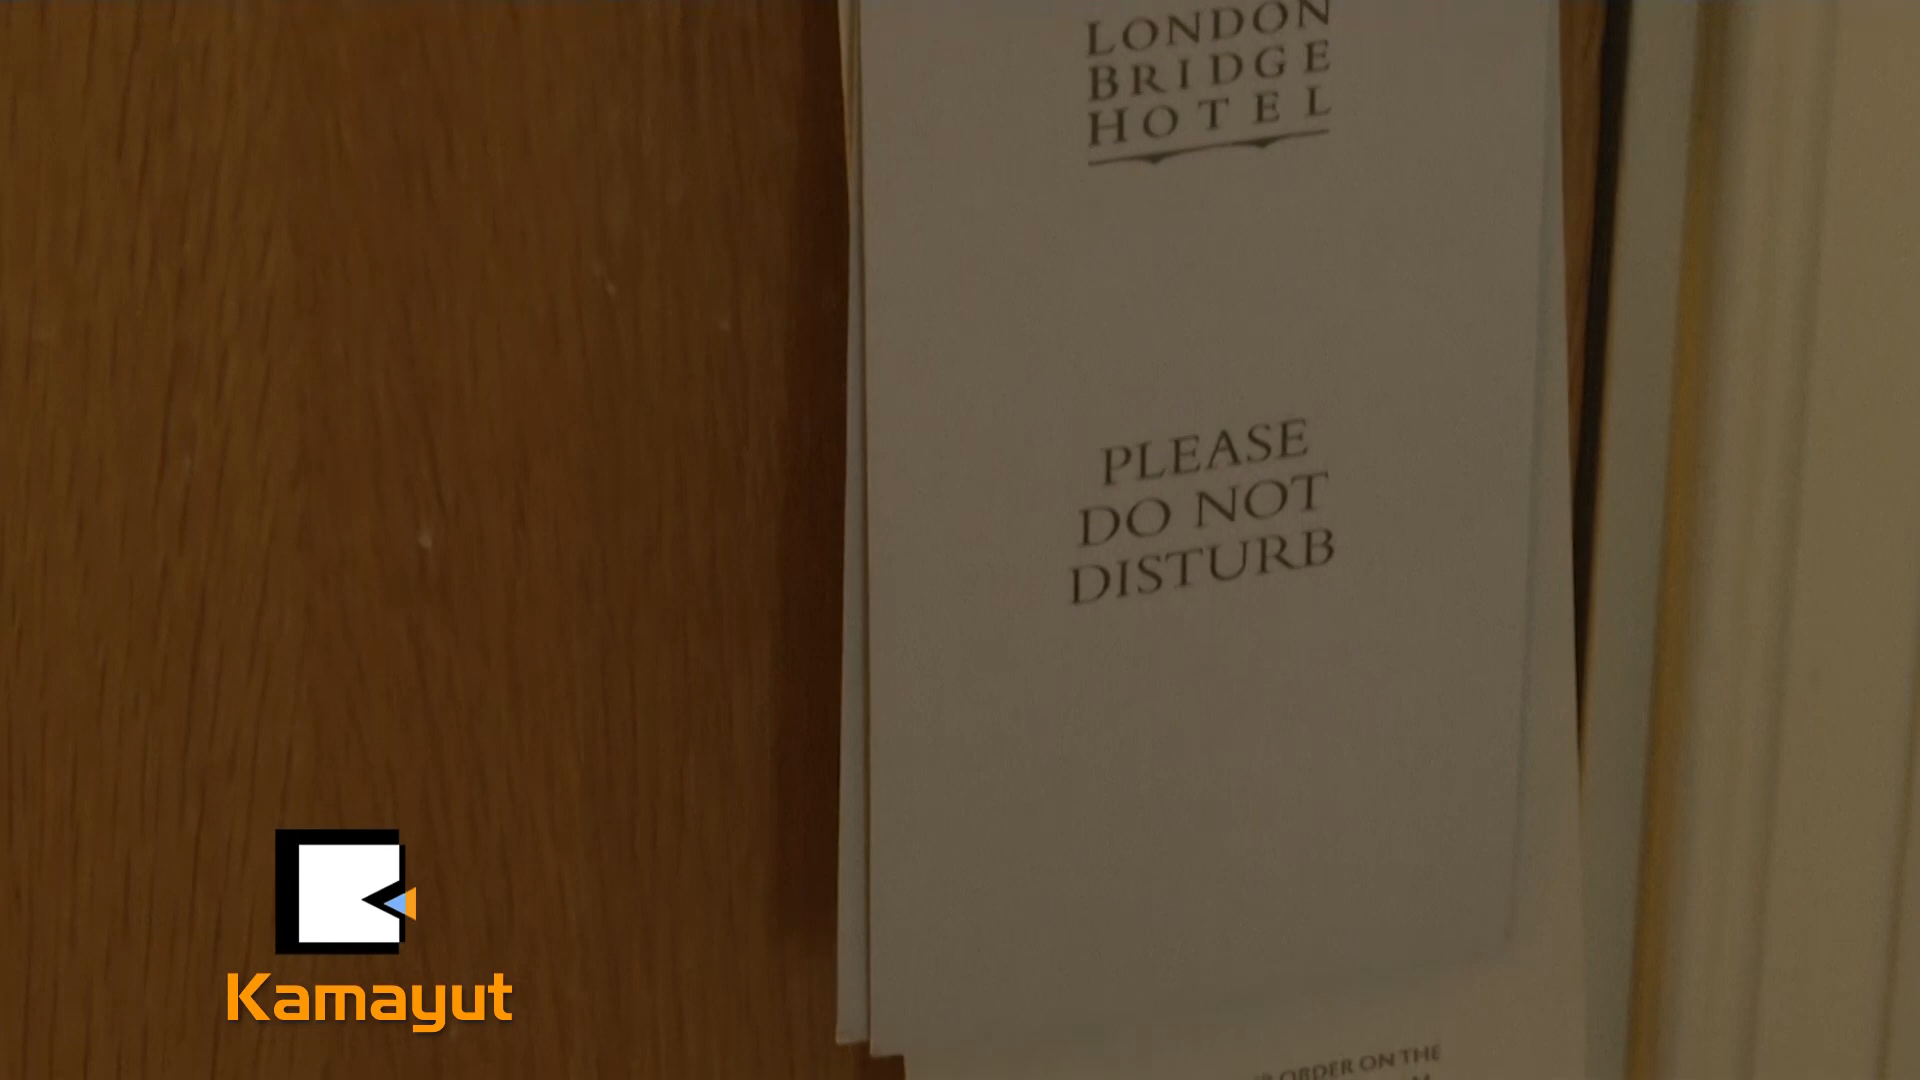 LONDON
BRIDGE
HOTEL
PLEASE
DO NOT
DISTURB
Kamayut
ORDER ON THE